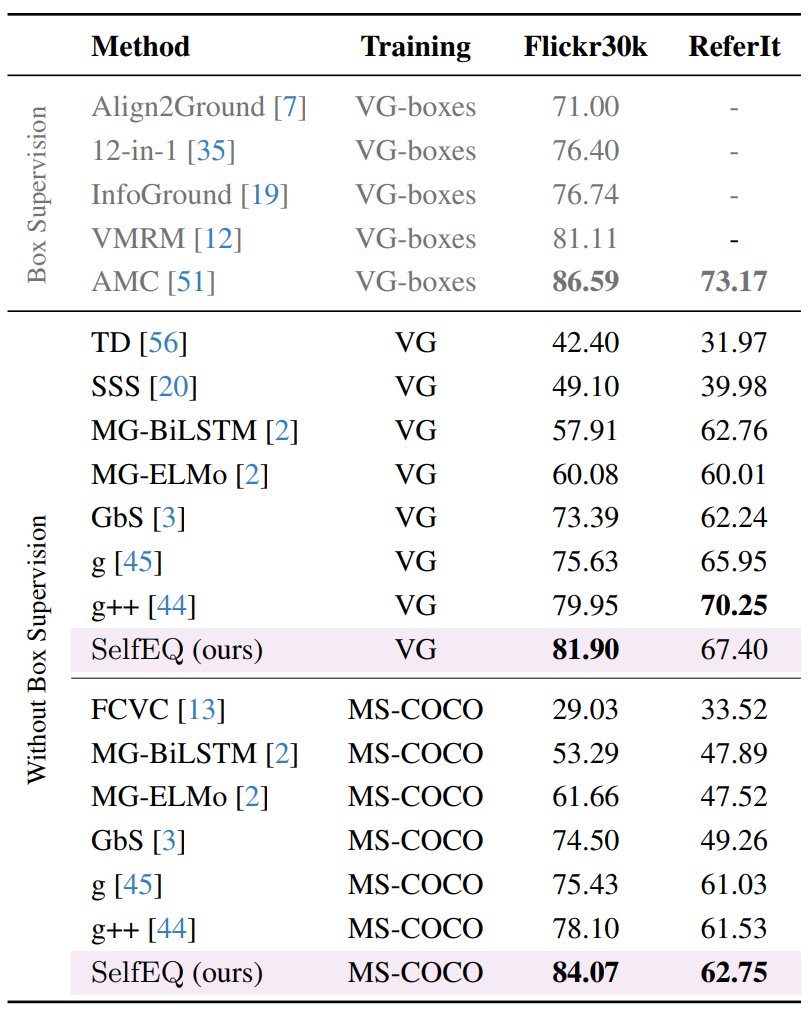 Method Training Flickr30k ReferIt
Box Supervision
Align2Ground [7] VG-boxes 71.00 -
12-in-1 [35] VG-boxes 76.40 -
InfoGround [19] VG-boxes 76.74 -
VMRM [12] VG-boxes 81.11 -
AMC [51] VG-boxes 86.59 73.17
Without Box Supervision
TD [56] VG 42.40 31.97
SSS [20] VG 49.10 39.98
MG-BiLSTM [2] VG 57.91 62.76
MG-ELMo [2] VG 60.08 60.01
GbS [3] VG 73.39 62.24
g [45] VG 75.63 65.95
g++ [44] VG 79.95 70.25
SelfEQ (ours) VG 81.90 67.40
FCVC [13] MS-COCO 29.03 33.52
MG-BiLSTM [2] MS-COCO 53.29 47.89
MG-ELMo [2] MS-COCO 61.66 47.52
GbS [3] MS-COCO 74.50 49.26
g [45] MS-COCO 75.43 61.03
g++ [44] MS-COCO 78.10 61.53
SelfEQ (ours) MS-COCO 84.07 62.75